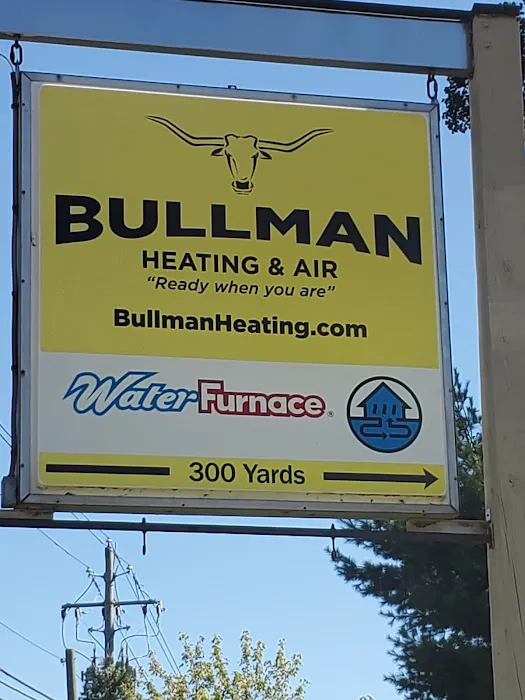 BULLMAN
HEATING & AIR
"Ready when you are"
BullmanHeating.com
WaterFurnace®
300 Yards